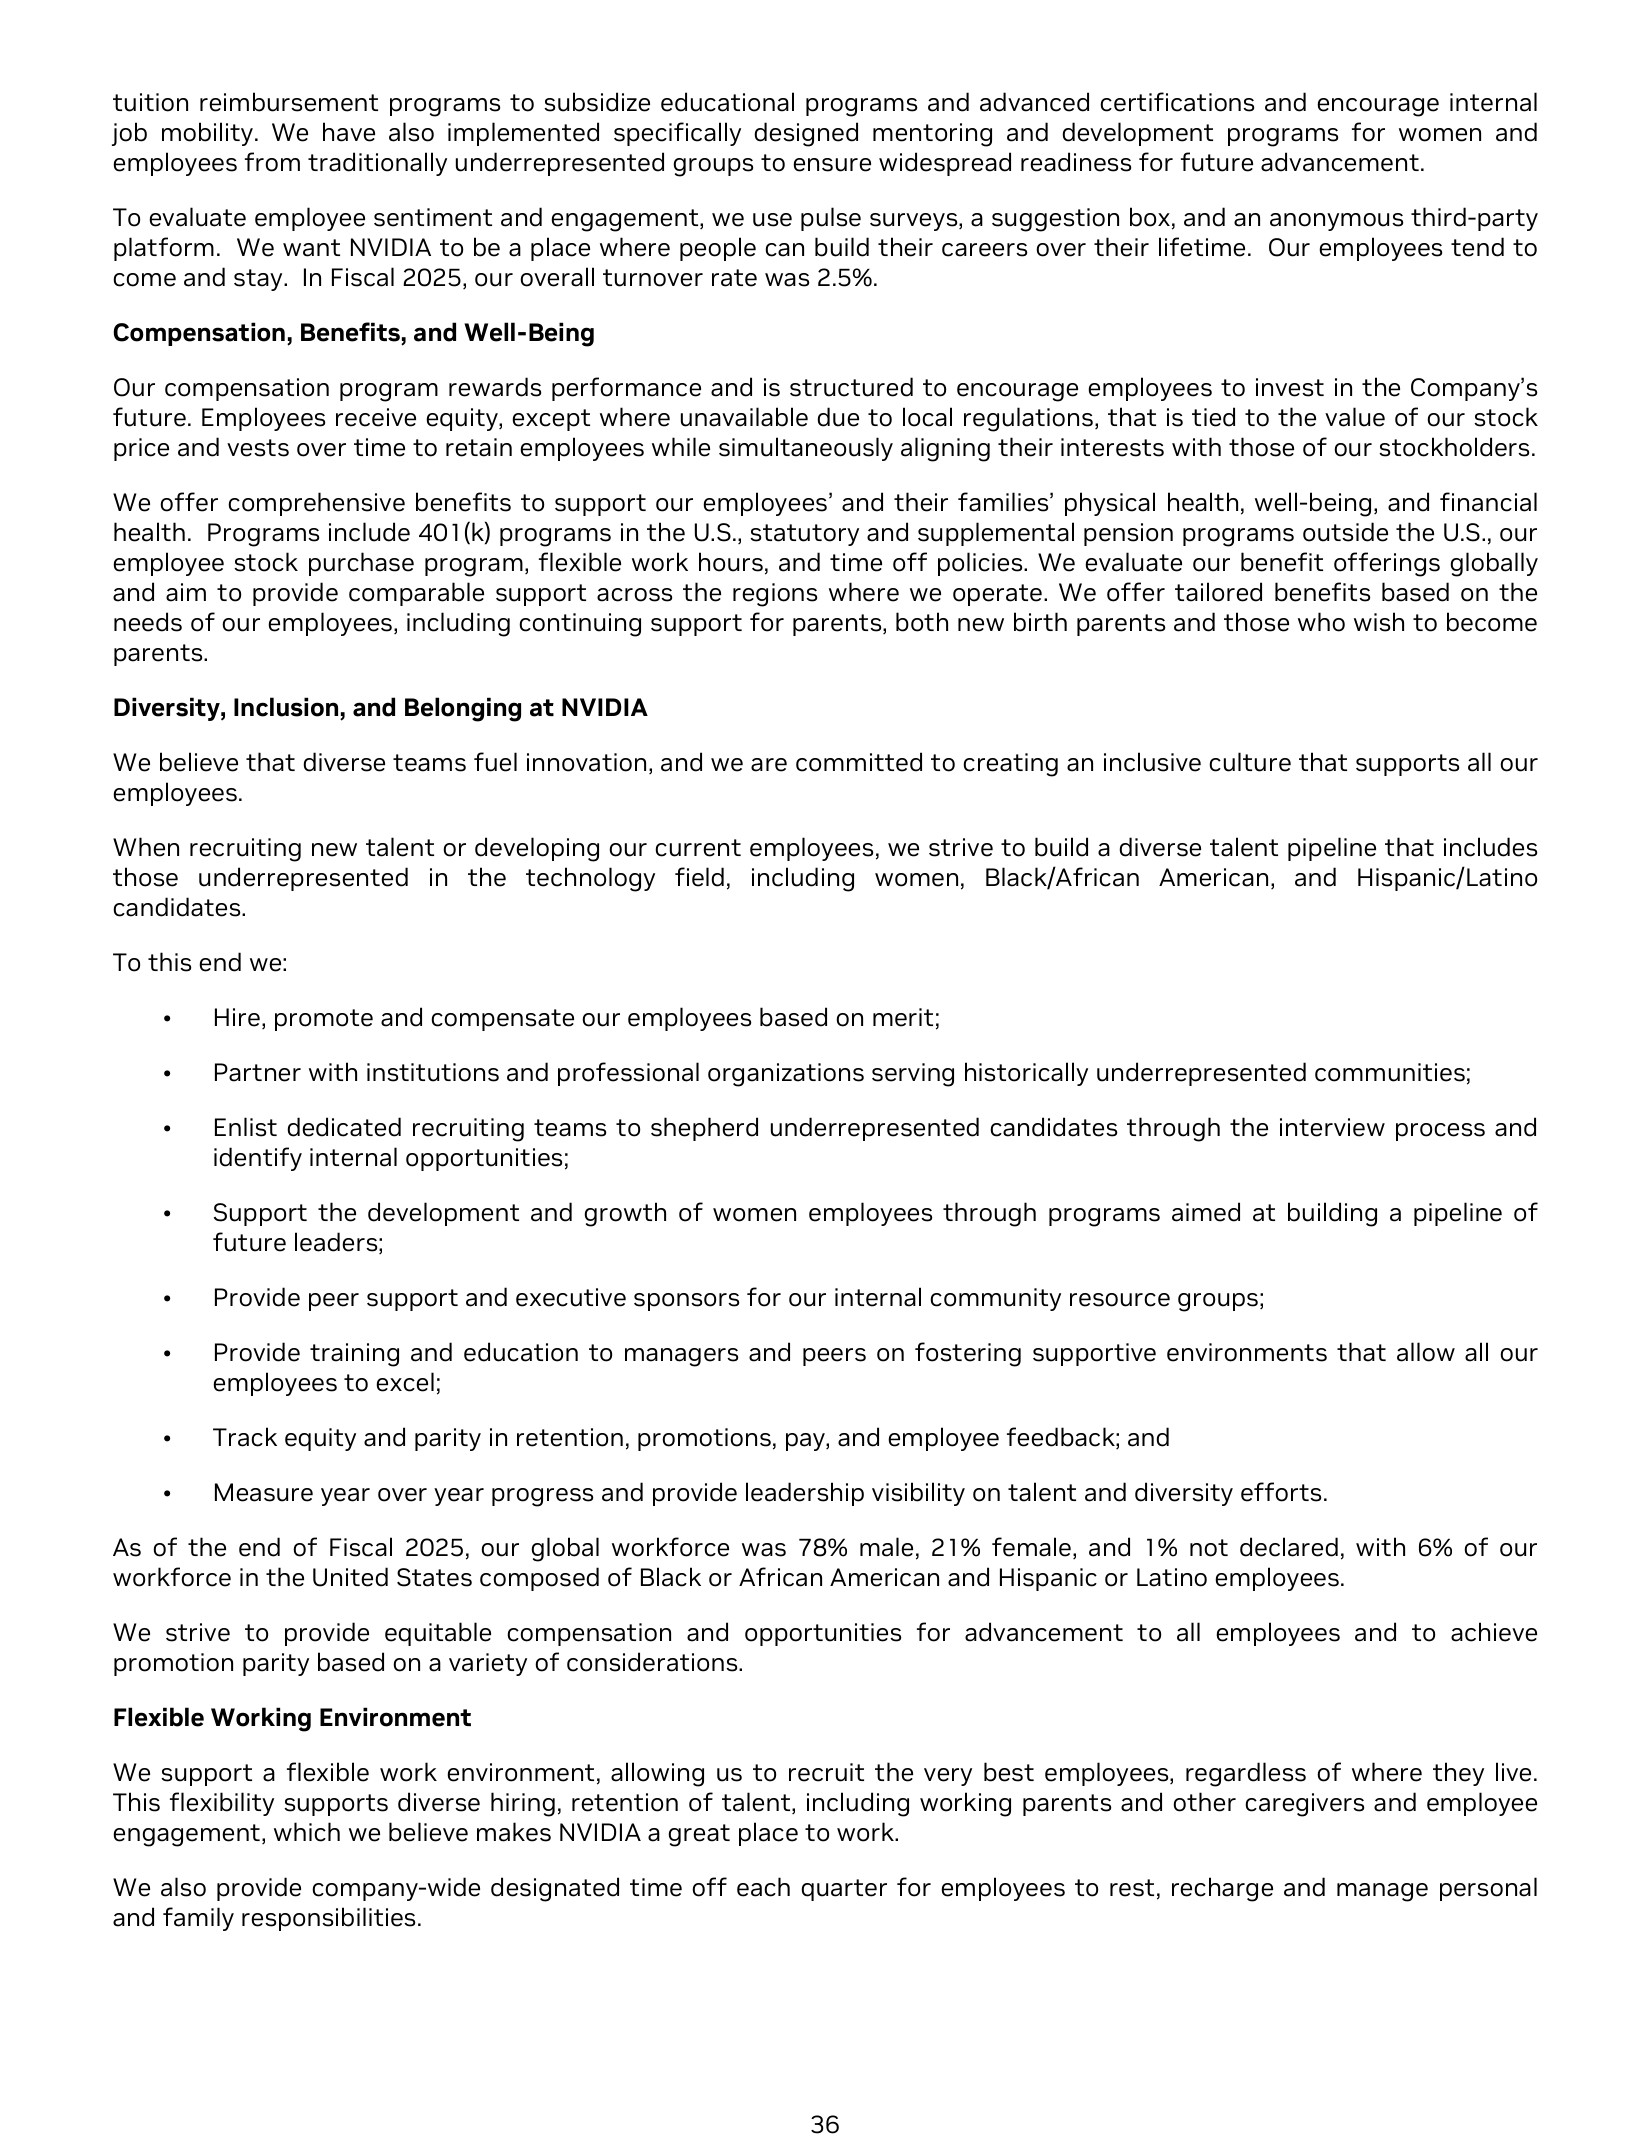 tuition reimbursement programs to subsidize educational programs and advanced certifications and encourage internal
job mobility. We have also implemented specifically designed mentoring and development programs for women and
employees from traditionally underrepresented groups to ensure widespread readiness for future advancement.
To evaluate employee sentiment and engagement, we use pulse surveys, a suggestion box, and an anonymous third-party
platform.  We want NVIDIA to be a place where people can build their careers over their lifetime.  Our employees tend to
come and stay.  In Fiscal 2025, our overall turnover rate was 2.5%.
Compensation, Benefits, and Well-Being
Our compensation program rewards performance and is structured to encourage employees to invest in the Company’s
future. Employees receive equity, except where unavailable due to local regulations, that is tied to the value of our stock
price and vests over time to retain employees while simultaneously aligning their interests with those of our stockholders.
We offer comprehensive benefits to support our employees’ and their families’ physical health, well-being, and financial
health.  Programs include 401(k) programs in the U.S., statutory and supplemental pension programs outside the U.S., our
employee stock purchase program, flexible work hours, and time off policies. We evaluate our benefit offerings globally
and aim to provide comparable support across the regions where we operate. We offer tailored benefits based on the
needs of our employees, including continuing support for parents, both new birth parents and those who wish to become
parents.
Diversity, Inclusion, and Belonging at NVIDIA
We believe that diverse teams fuel innovation, and we are committed to creating an inclusive culture that supports all our
employees.
When recruiting new talent or developing our current employees, we strive to build a diverse talent pipeline that includes
those underrepresented in the technology field, including women, Black/African American, and Hispanic/Latino
candidates.
To this end we:
• Hire, promote and compensate our employees based on merit;
• Partner with institutions and professional organizations serving historically underrepresented communities;
• Enlist dedicated recruiting teams to shepherd underrepresented candidates through the interview process and
identify internal opportunities;
• Support the development and growth of women employees through programs aimed at building a pipeline of
future leaders;
• Provide peer support and executive sponsors for our internal community resource groups;
• Provide training and education to managers and peers on fostering supportive environments that allow all our
employees to excel;
• Track equity and parity in retention, promotions, pay, and employee feedback; and
• Measure year over year progress and provide leadership visibility on talent and diversity efforts.
As of the end of Fiscal 2025, our global workforce was 78% male, 21% female, and 1% not declared, with 6% of our
workforce in the United States composed of Black or African American and Hispanic or Latino employees.
We strive to provide equitable compensation and opportunities for advancement to all employees and to achieve
promotion parity based on a variety of considerations.
Flexible Working Environment
We support a flexible work environment, allowing us to recruit the very best employees, regardless of where they live.
This flexibility supports diverse hiring, retention of talent, including working parents and other caregivers and employee
engagement, which we believe makes NVIDIA a great place to work.
We also provide company-wide designated time off each quarter for employees to rest, recharge and manage personal
and family responsibilities.
36